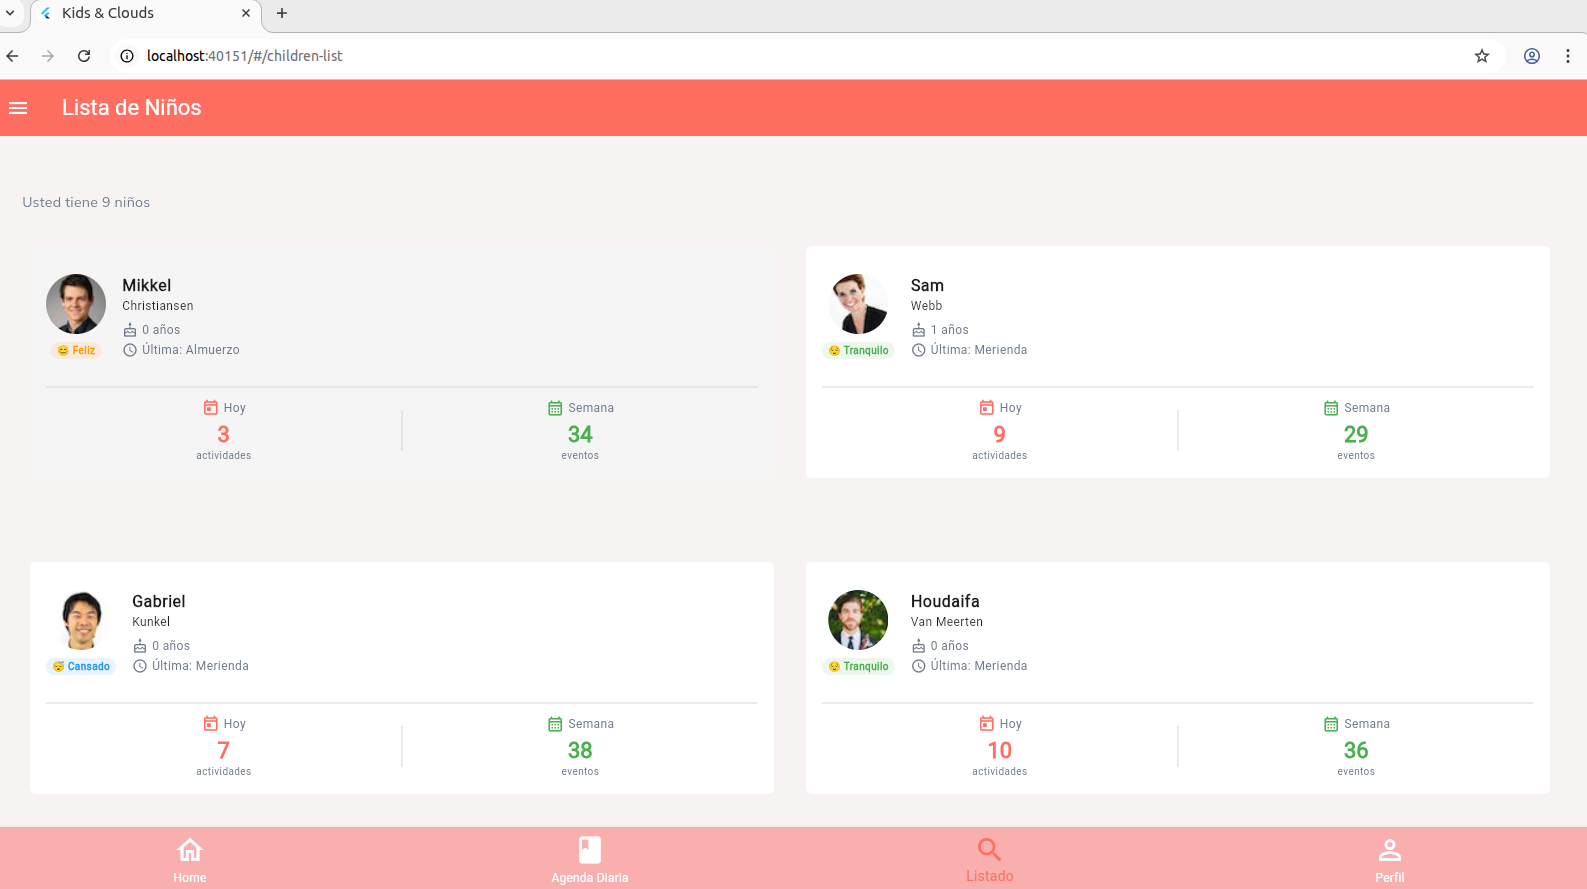 Kids & Clouds
localhost:40151/#/children-list
Lista de Niños
Usted tiene 9 niños
Mikkel
Christiansen
0 años
Última: Almuerzo
Feliz
Hoy
3
actividades
Semana
34
eventos
Sam
Webb
1 años
Última: Merienda
Tranquilo
Hoy
9
actividades
Semana
29
eventos
Gabriel
Kunkel
0 años
Última: Merienda
Cansado
Hoy
7
actividades
Semana
38
eventos
Houdaifa
Van Meerten
0 años
Última: Merienda
Tranquilo
Hoy
10
actividades
Semana
36
eventos
Home
Agenda Diaria
Listado
Perfil